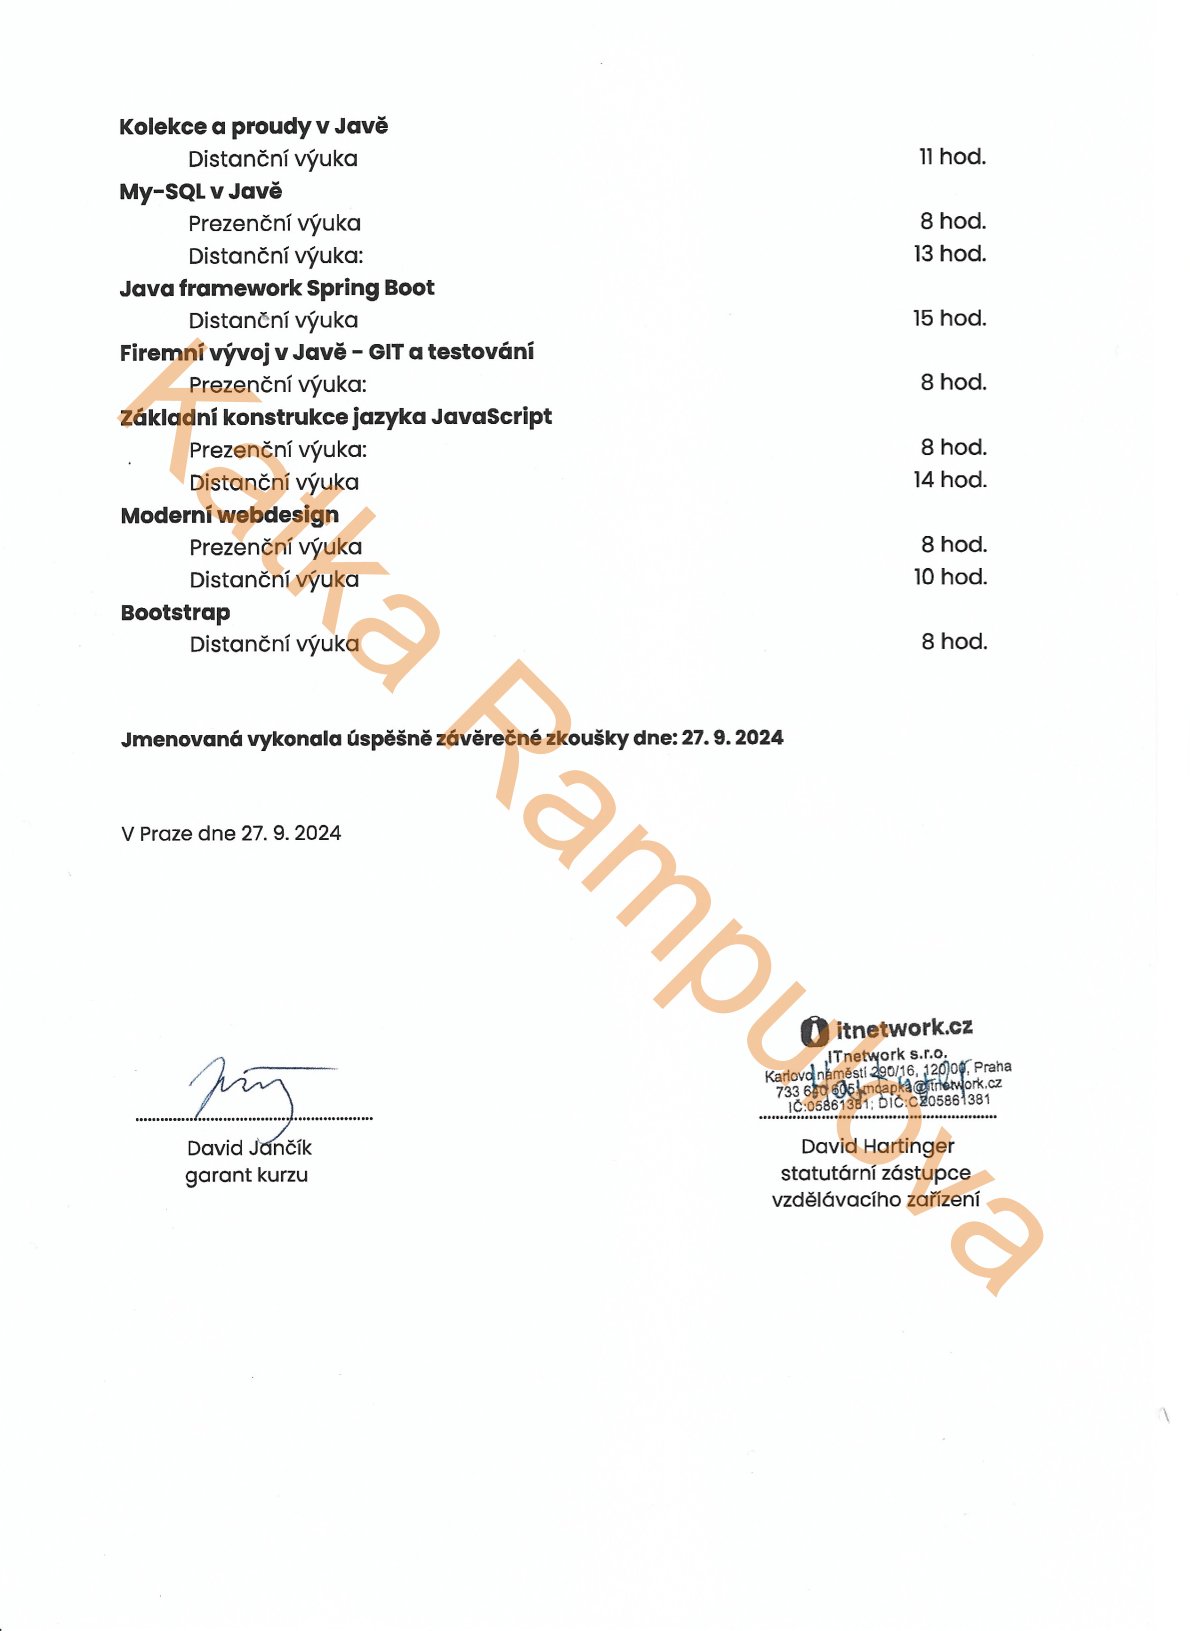 Kolekce a proudy v Javě
Distanční výuka 11 hod.
My-SQL v Javě
Prezenční výuka 8 hod.
Distanční výuka: 13 hod.
Java framework Spring Boot
Distanční výuka 15 hod.
Firemní vývoj v Javě - GIT a testování
Prezenční výuka: 8 hod.
Základní konstrukce jazyka JavaScript
Prezenční výuka: 8 hod.
Distanční výuka 14 hod.
Moderní webdesign
Prezenční výuka 8 hod.
Distanční výuka 10 hod.
Bootstrap
Distanční výuka 8 hod.
Jmenovaná vykonala úspěšně závěrečné zkoušky dne: 27. 9. 2024
V Praze dne 27. 9. 2024
Katka Rampulova
itnetwork.cz
ITnetwork s.r.o.
Karlovo náměstí 290/16, 120 00, Praha
733 605 mcapka@itnetwork.cz
IČ:05861381; DIČ:CZ05861381
David Jančík
garant kurzu
David Hartinger
statutární zástupce
vzdělávacího zařízení